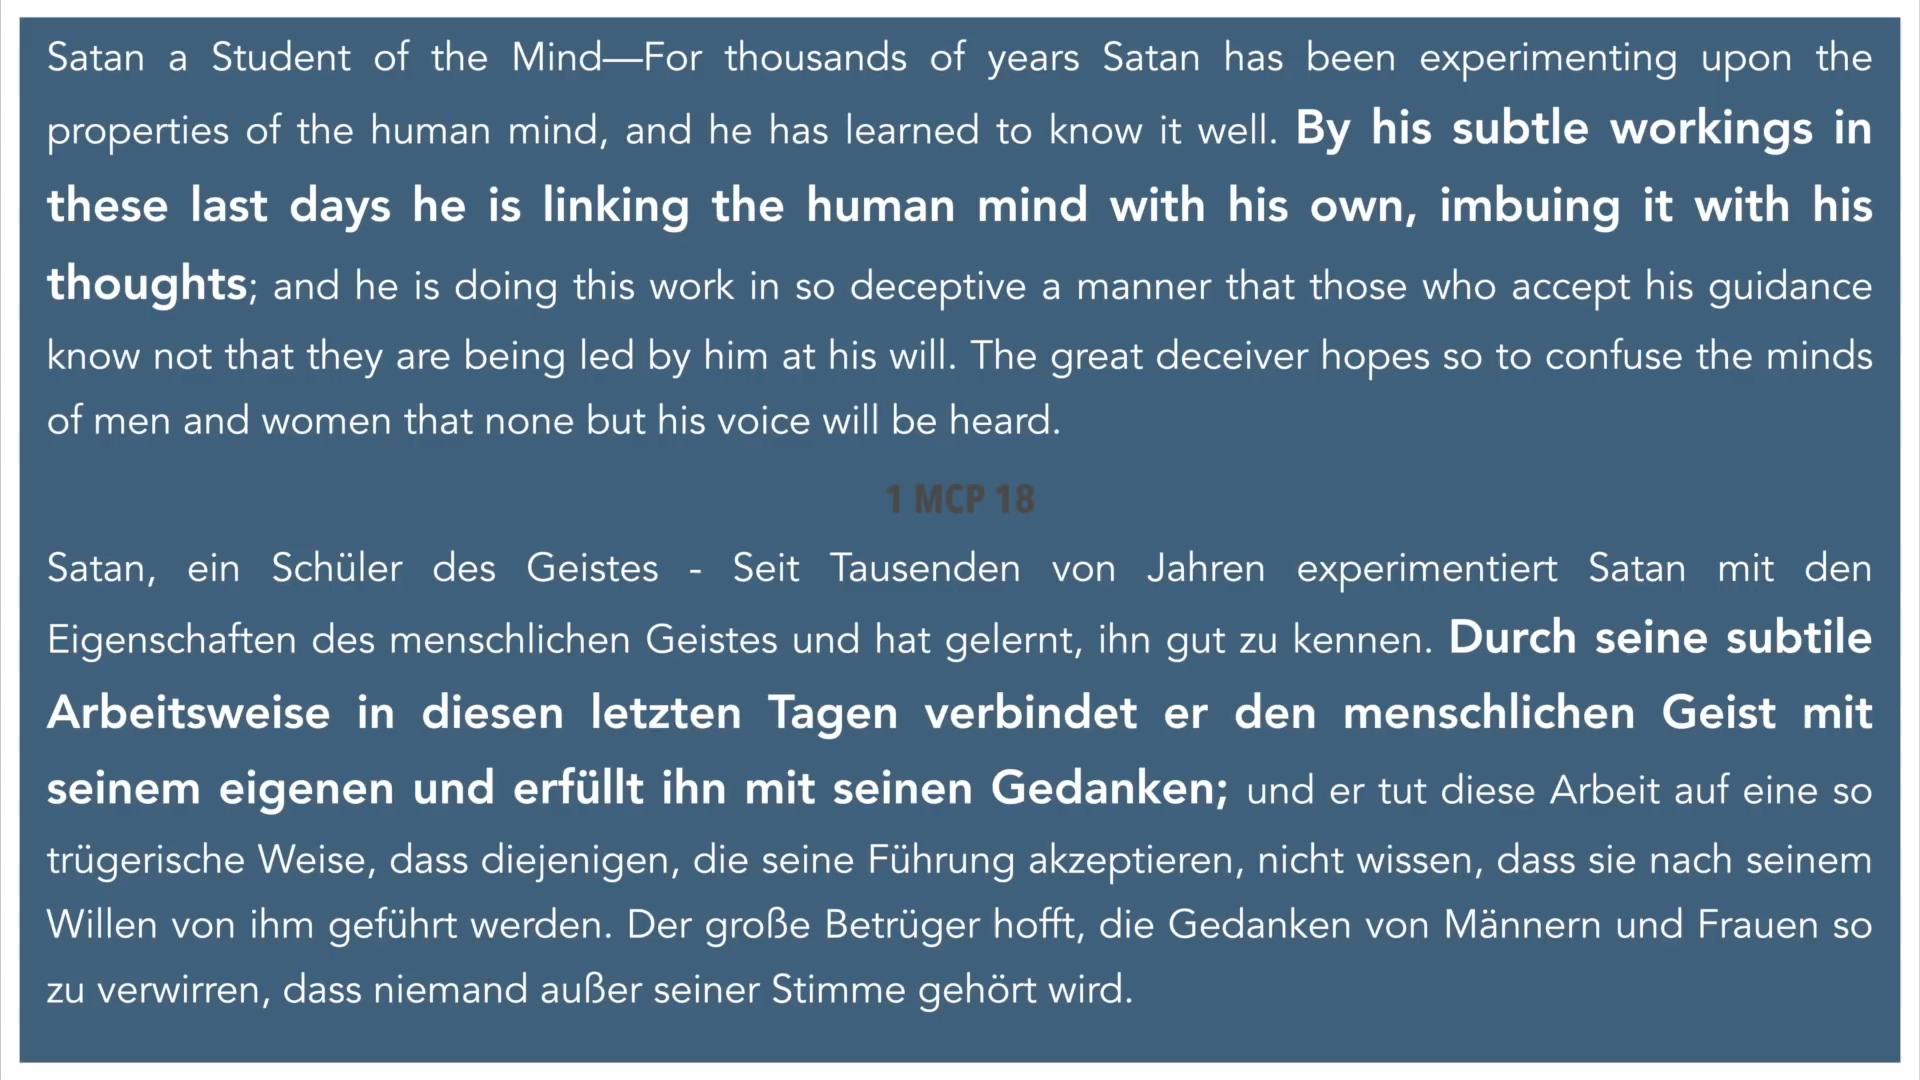 Satan a Student of the Mind—For thousands of years Satan has been experimenting upon the
properties of the human mind, and he has learned to know it well. By his subtle workings in
these last days he is linking the human mind with his own, imbuing it with his
thoughts; and he is doing this work in so deceptive a manner that those who accept his guidance
know not that they are being led by him at his will. The great deceiver hopes so to confuse the minds
of men and women that none but his voice will be heard.
1 MCP 18
Satan, ein Schüler des Geistes - Seit Tausenden von Jahren experimentiert Satan mit den
Eigenschaften des menschlichen Geistes und hat gelernt, ihn gut zu kennen. Durch seine subtile
Arbeitsweise in diesen letzten Tagen verbindet er den menschlichen Geist mit
seinem eigenen und erfüllt ihn mit seinen Gedanken; und er tut diese Arbeit auf eine so
trügerische Weise, dass diejenigen, die seine Führung akzeptieren, nicht wissen, dass sie nach seinem
Willen von ihm geführt werden. Der große Betrüger hofft, die Gedanken von Männern und Frauen so
zu verwirren, dass niemand außer seiner Stimme gehört wird.